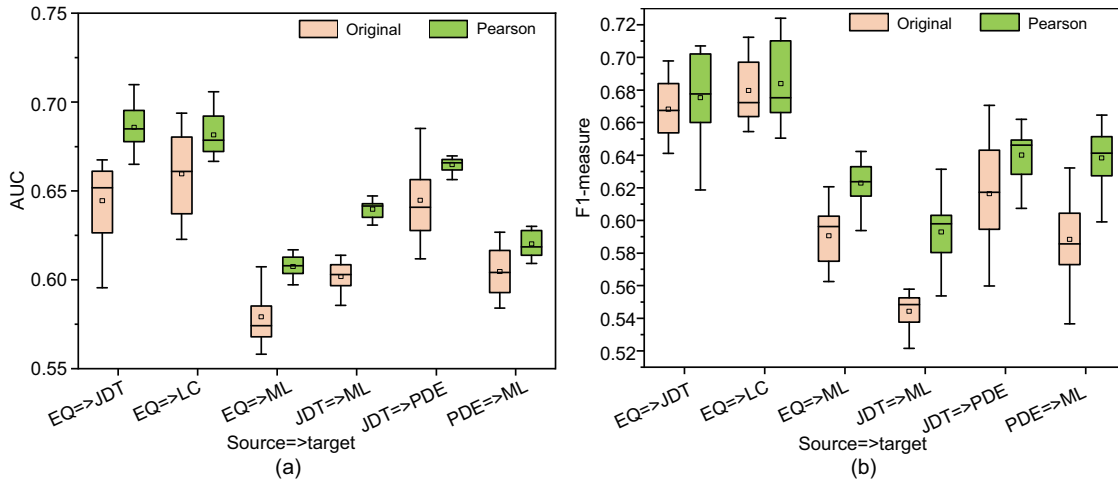 Original
Pearson
0.75
0.70
0.65
0.60
0.55
AUC
EQ=>JDT
EQ=>LC
EQ=>ML
JDT=>ML
JDT=>PDE
PDE=>ML
Source=>target
(a)
Original
Pearson
0.72
0.70
0.68
0.66
0.64
0.62
0.60
0.58
0.56
0.54
0.52
F1-measure
EQ=>JDT
EQ=>LC
EQ=>ML
JDT=>ML
JDT=>PDE
PDE=>ML
Source=>target
(b)